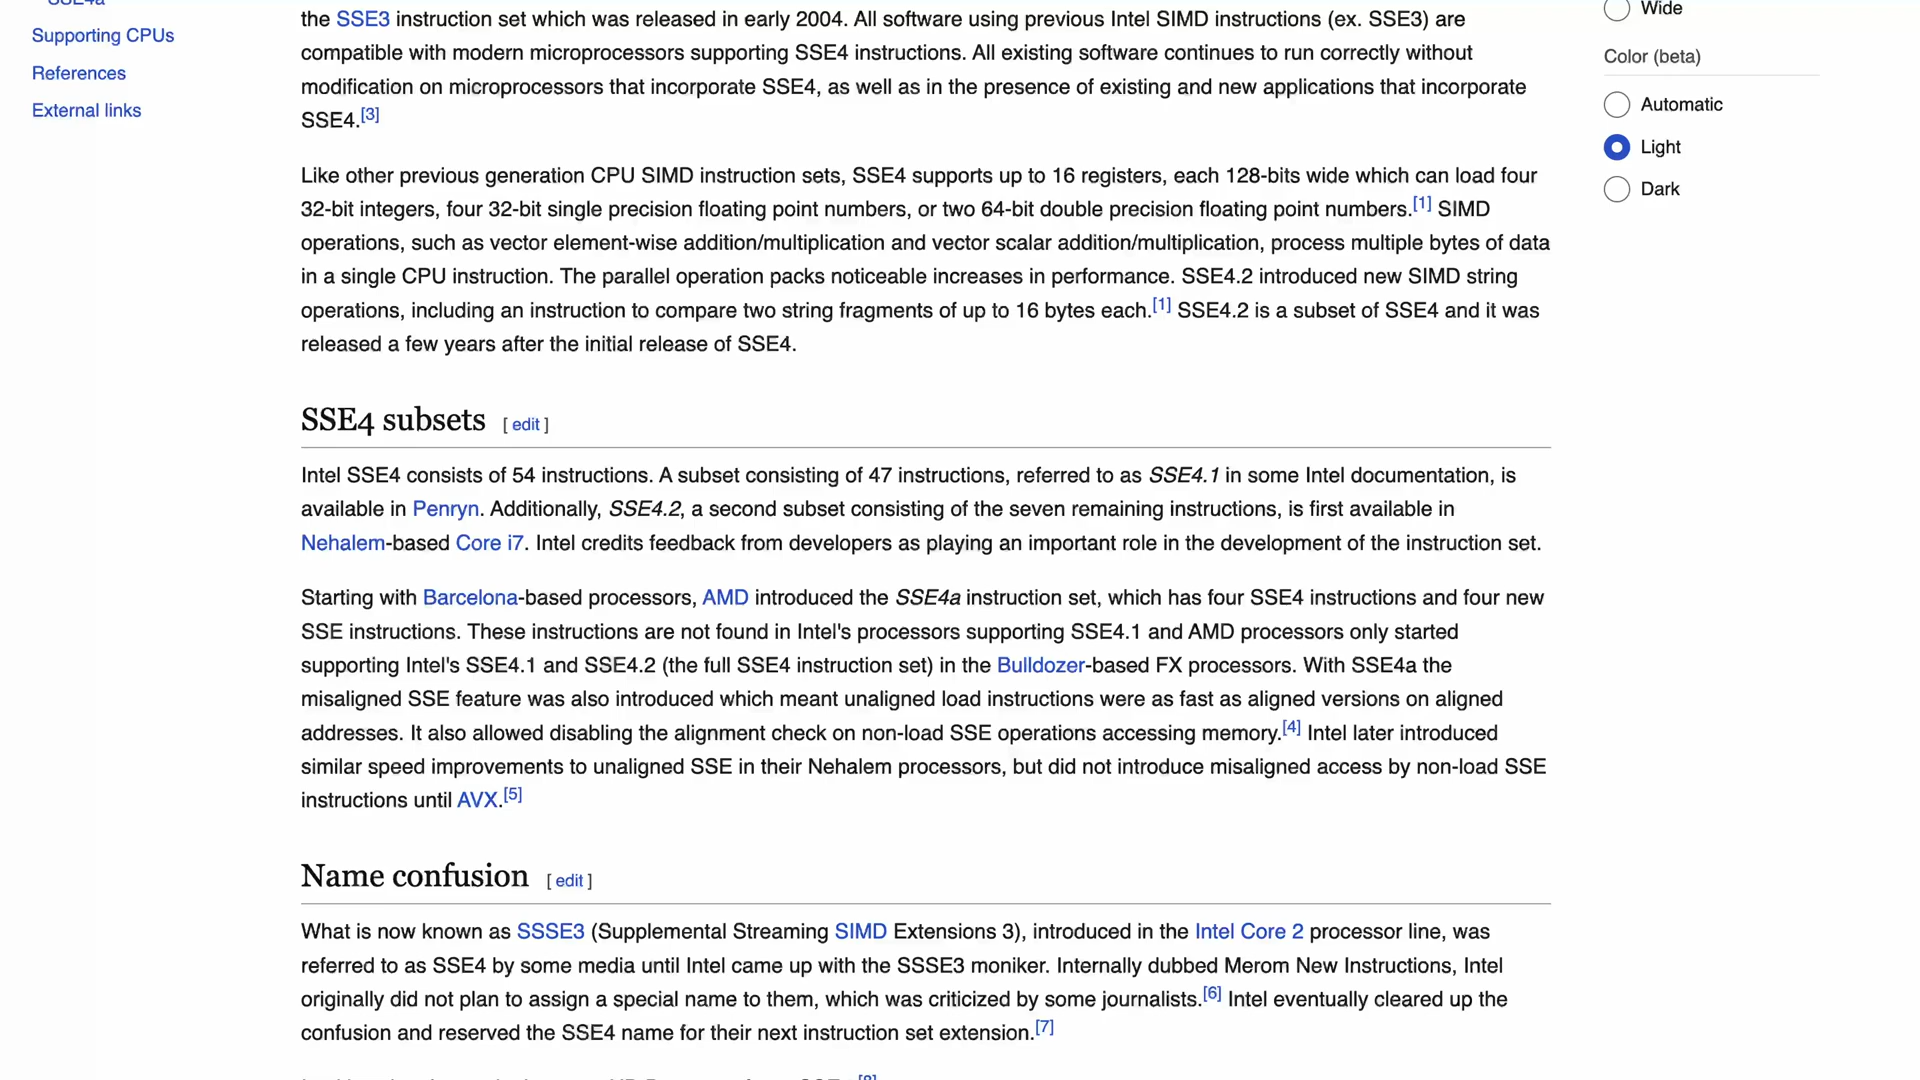 SSE4a
Supporting CPUs
References
External links
the SSE3 instruction set which was released in early 2004. All software using previous Intel SIMD instructions (ex. SSE3) are
compatible with modern microprocessors supporting SSE4 instructions. All existing software continues to run correctly without
modification on microprocessors that incorporate SSE4, as well as in the presence of existing and new applications that incorporate
SSE4.[3]
Like other previous generation CPU SIMD instruction sets, SSE4 supports up to 16 registers, each 128-bits wide which can load four
32-bit integers, four 32-bit single precision floating point numbers, or two 64-bit double precision floating point numbers.[1] SIMD
operations, such as vector element-wise addition/multiplication and vector scalar addition/multiplication, process multiple bytes of data
in a single CPU instruction. The parallel operation packs noticeable increases in performance. SSE4.2 introduced new SIMD string
operations, including an instruction to compare two string fragments of up to 16 bytes each.[1] SSE4.2 is a subset of SSE4 and it was
released a few years after the initial release of SSE4.
SSE4 subsets [ edit ]
Intel SSE4 consists of 54 instructions. A subset consisting of 47 instructions, referred to as SSE4.1 in some Intel documentation, is
available in Penryn. Additionally, SSE4.2, a second subset consisting of the seven remaining instructions, is first available in
Nehalem-based Core i7. Intel credits feedback from developers as playing an important role in the development of the instruction set.
Starting with Barcelona-based processors, AMD introduced the SSE4a instruction set, which has four SSE4 instructions and four new
SSE instructions. These instructions are not found in Intel's processors supporting SSE4.1 and AMD processors only started
supporting Intel's SSE4.1 and SSE4.2 (the full SSE4 instruction set) in the Bulldozer-based FX processors. With SSE4a the
misaligned SSE feature was also introduced which meant unaligned load instructions were as fast as aligned versions on aligned
addresses. It also allowed disabling the alignment check on non-load SSE operations accessing memory.[4] Intel later introduced
similar speed improvements to unaligned SSE in their Nehalem processors, but did not introduce misaligned access by non-load SSE
instructions until AVX.[5]
Name confusion [ edit ]
What is now known as SSSE3 (Supplemental Streaming SIMD Extensions 3), introduced in the Intel Core 2 processor line, was
referred to as SSE4 by some media until Intel came up with the SSSE3 moniker. Internally dubbed Merom New Instructions, Intel
originally did not plan to assign a special name to them, which was criticized by some journalists.[6] Intel eventually cleared up the
confusion and reserved the SSE4 name for their next instruction set extension.[7]
[8]
Wide
Color (beta)
Automatic
Light
Dark